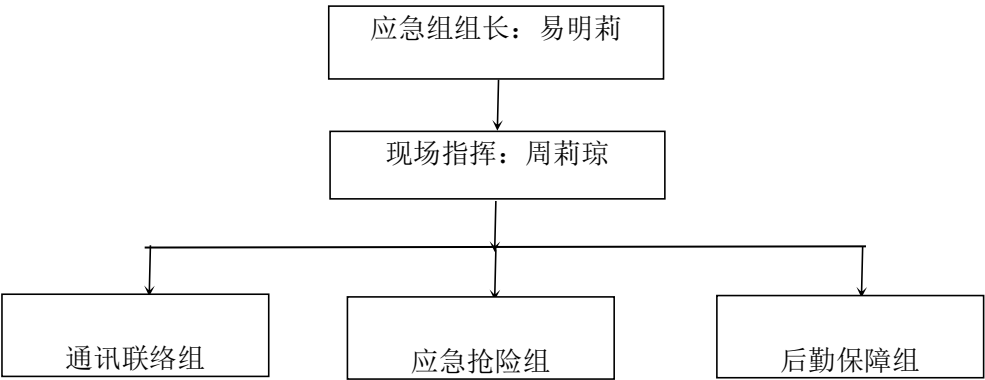 应急组组长：易明莉
现场指挥：周莉琼
通讯联络组
应急抢险组
后勤保障组